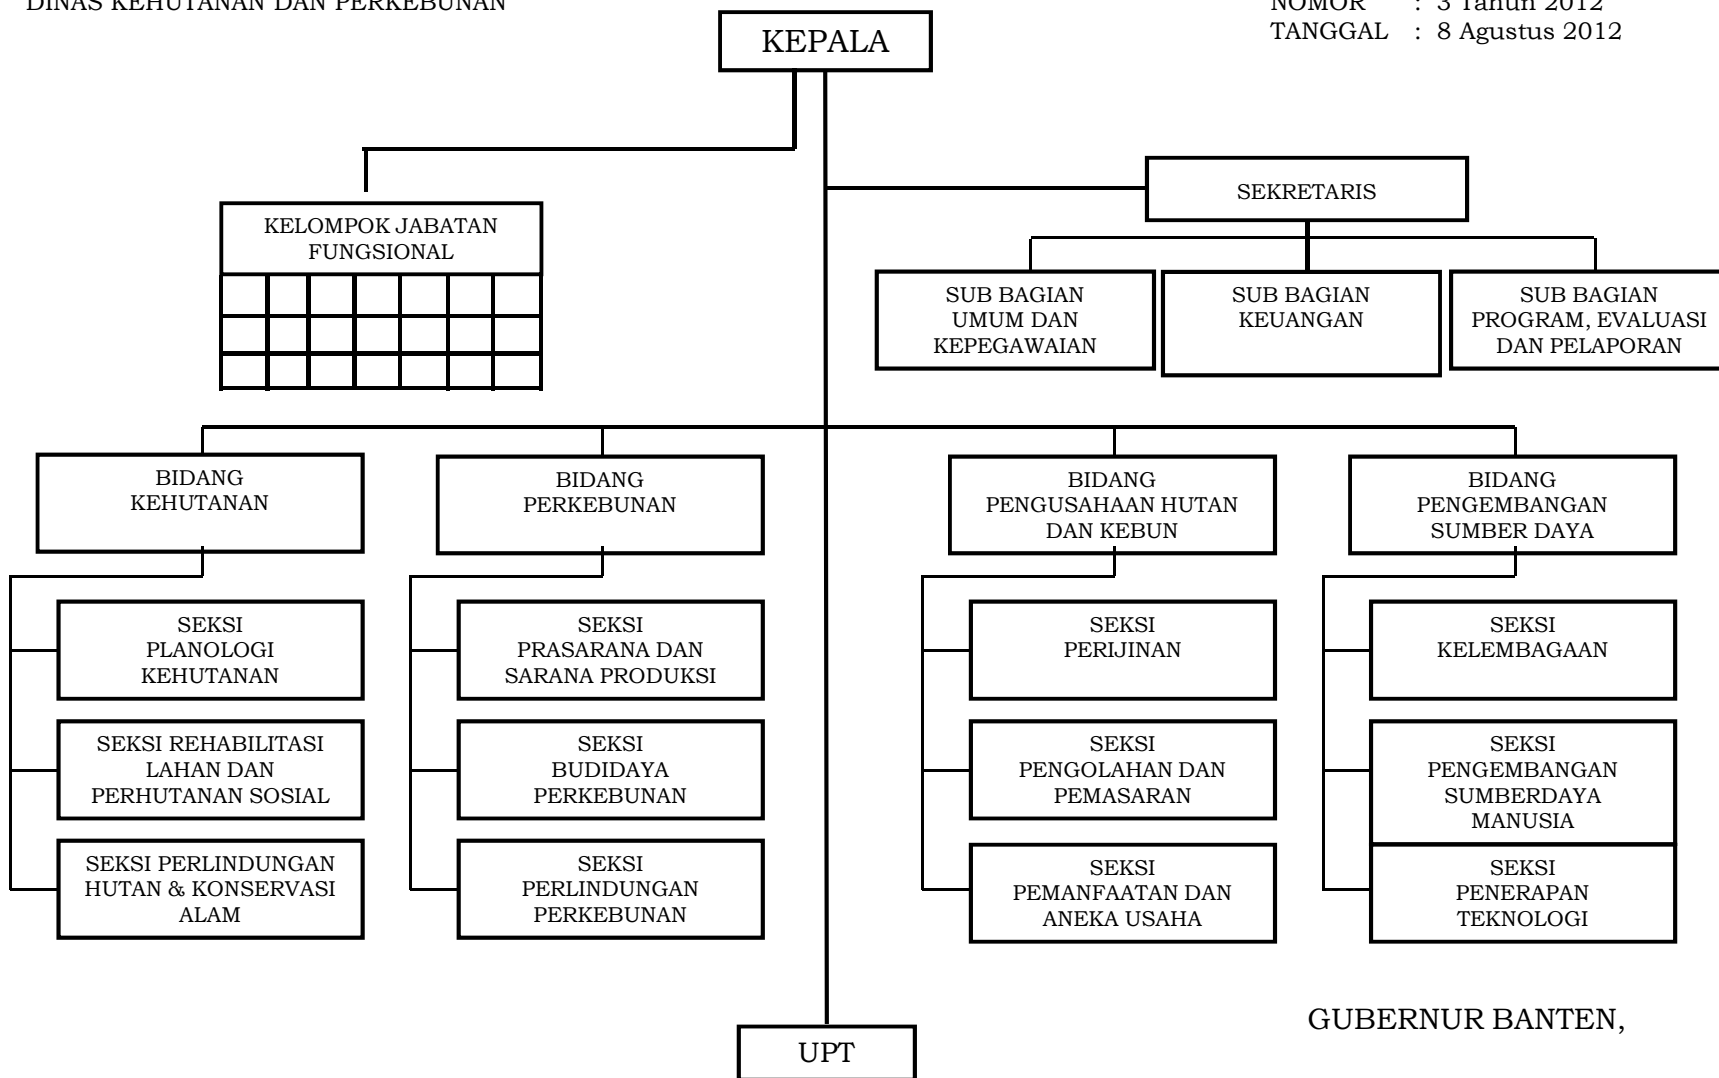 DINAS KEHUTANAN DAN PERKEBUNAN
NOMOR : 3 Tahun 2012
TANGGAL : 8 Agustus 2012
KEPALA
SEKRETARIS
KELOMPOK JABATAN
FUNGSIONAL
SUB BAGIAN
UMUM DAN
KEPEGAWAIAN
SUB BAGIAN
KEUANGAN
SUB BAGIAN
PROGRAM, EVALUASI
DAN PELAPORAN
BIDANG
KEHUTANAN
BIDANG
PERKEBUNAN
BIDANG
PENGUSAHAAN HUTAN
DAN KEBUN
BIDANG
PENGEMBANGAN
SUMBER DAYA
SEKSI
PLANOLOGI
KEHUTANAN
SEKSI
PRASARANA DAN
SARANA PRODUKSI
SEKSI
PERIJINAN
SEKSI
KELEMBAGAAN
SEKSI REHABILITASI
LAHAN DAN
PERHUTANAN SOSIAL
SEKSI
BUDIDAYA
PERKEBUNAN
SEKSI
PENGOLAHAN DAN
PEMASARAN
SEKSI
PENGEMBANGAN
SUMBERDAYA
MANUSIA
SEKSI PERLINDUNGAN
HUTAN & KONSERVASI
ALAM
SEKSI
PERLINDUNGAN
PERKEBUNAN
SEKSI
PEMANFAATAN DAN
ANEKA USAHA
SEKSI
PENERAPAN
TEKNOLOGI
GUBERNUR BANTEN,
UPT